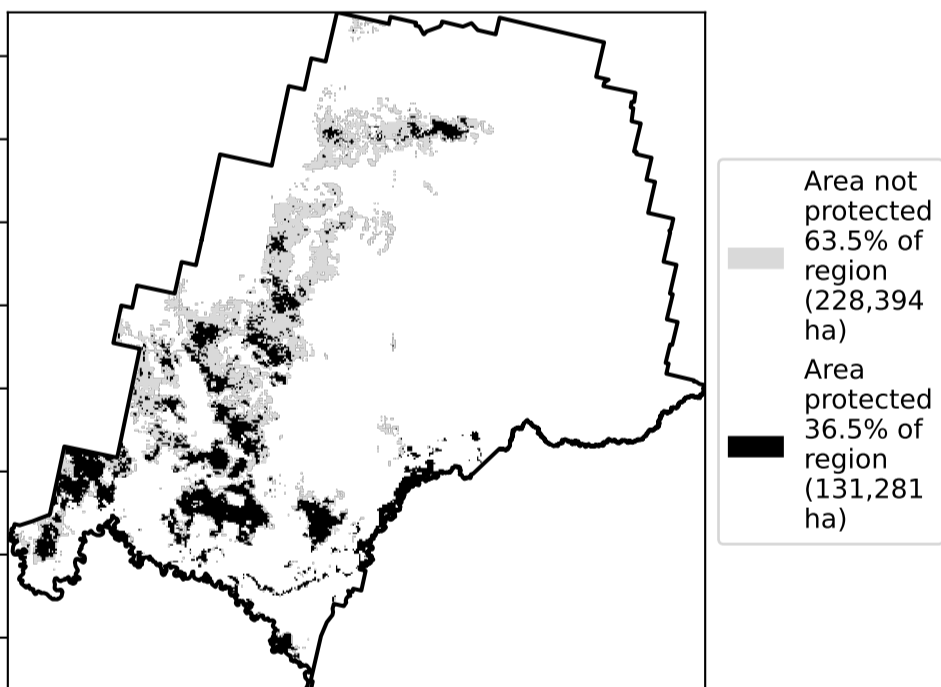 Area not
protected
63.5% of
region
(228,394
ha)
Area
protected
36.5% of
region
(131,281
ha)